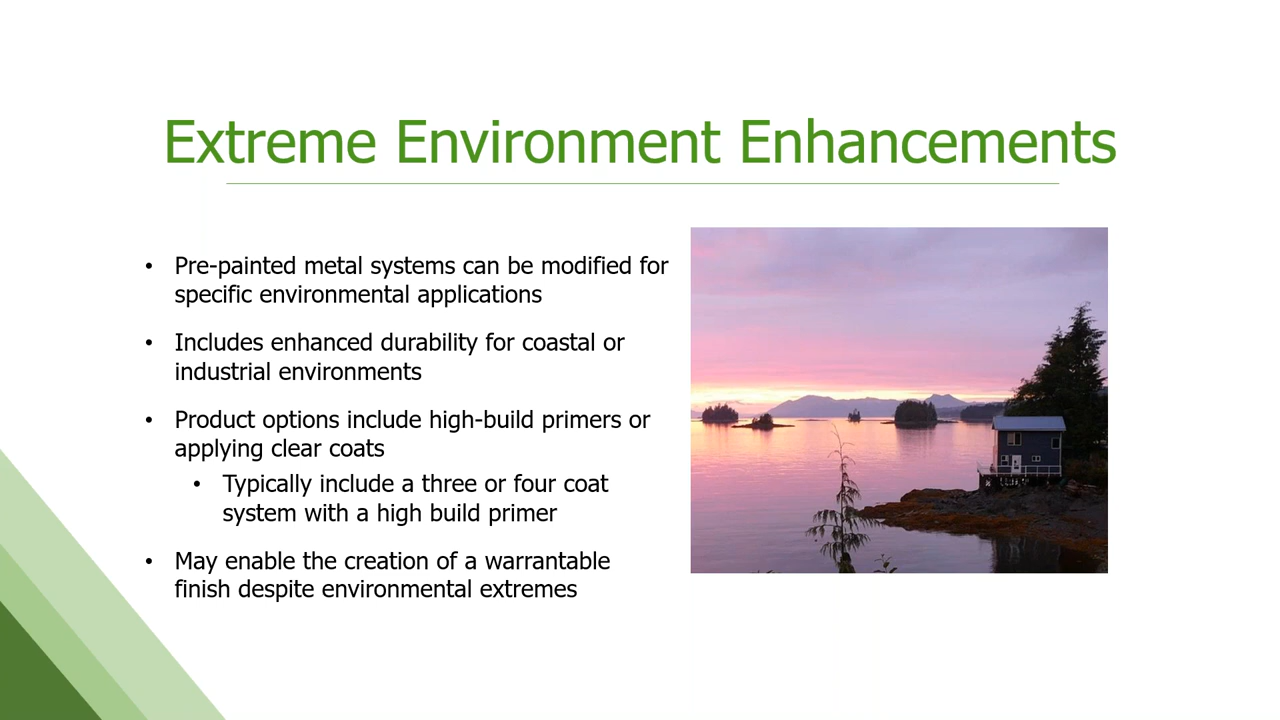 Extreme Environment Enhancements
• Pre-painted metal systems can be modified for
specific environmental applications
• Includes enhanced durability for coastal or
industrial environments
• Product options include high-build primers or
applying clear coats
• Typically include a three or four coat
system with a high build primer
• May enable the creation of a warrantable
finish despite environmental extremes